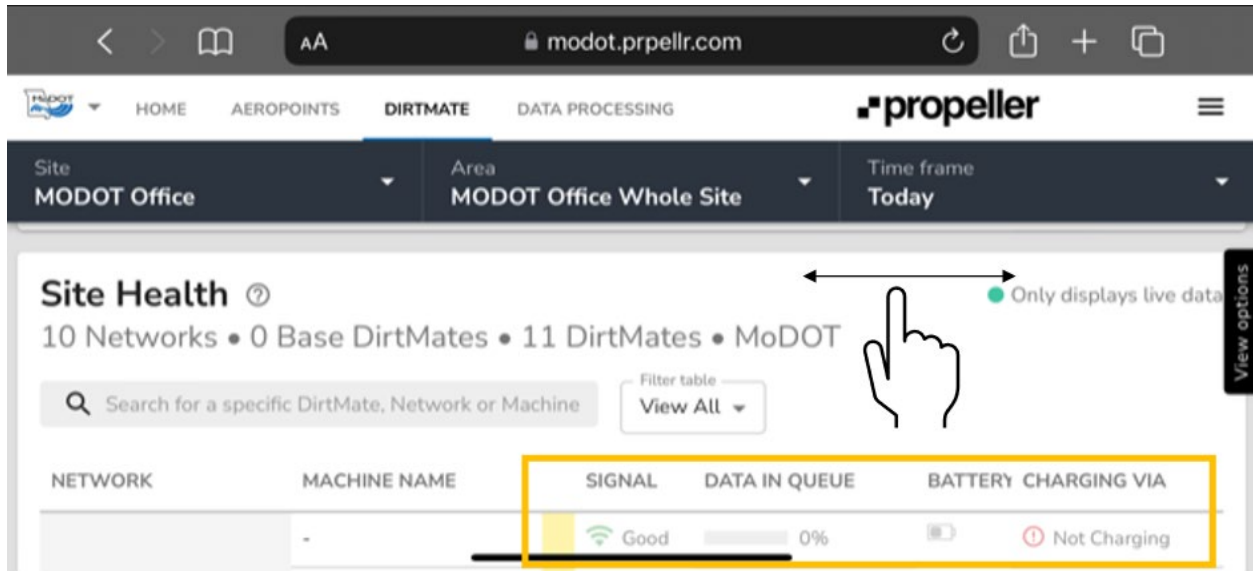 AA modot.prpellr.com
MODOT HOME AEROPOINTS DIRTMATE DATA PROCESSING propeller
Site Area Time frame
MODOT Office MODOT Office Whole Site Today
View options
Site Health ?
Only displays live data
10 Networks • 0 Base DirtMates • 11 DirtMates • MoDOT
Filter table
Search for a specific DirtMate, Network or Machine View All
NETWORK MACHINE NAME SIGNAL DATA IN QUEUE BATTERY CHARGING VIA
- Good 0% Not Charging